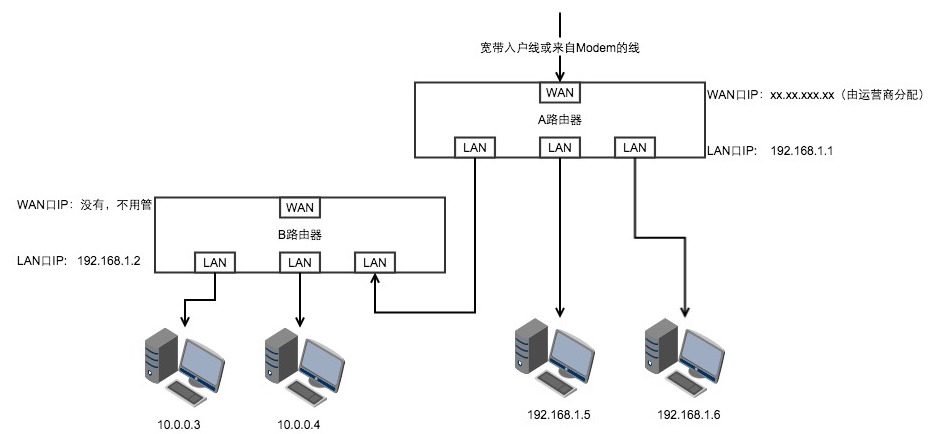 宽带入户线或来自Modem的线
WAN
WAN口IP：xx.xx.xxx.xx（由运营商分配）
A路由器
LAN
LAN
LAN
LAN口IP: 192.168.1.1
WAN口IP：没有，不用管
WAN
B路由器
LAN口IP: 192.168.1.2
LAN
LAN
LAN
10.0.0.3
10.0.0.4
192.168.1.5
192.168.1.6